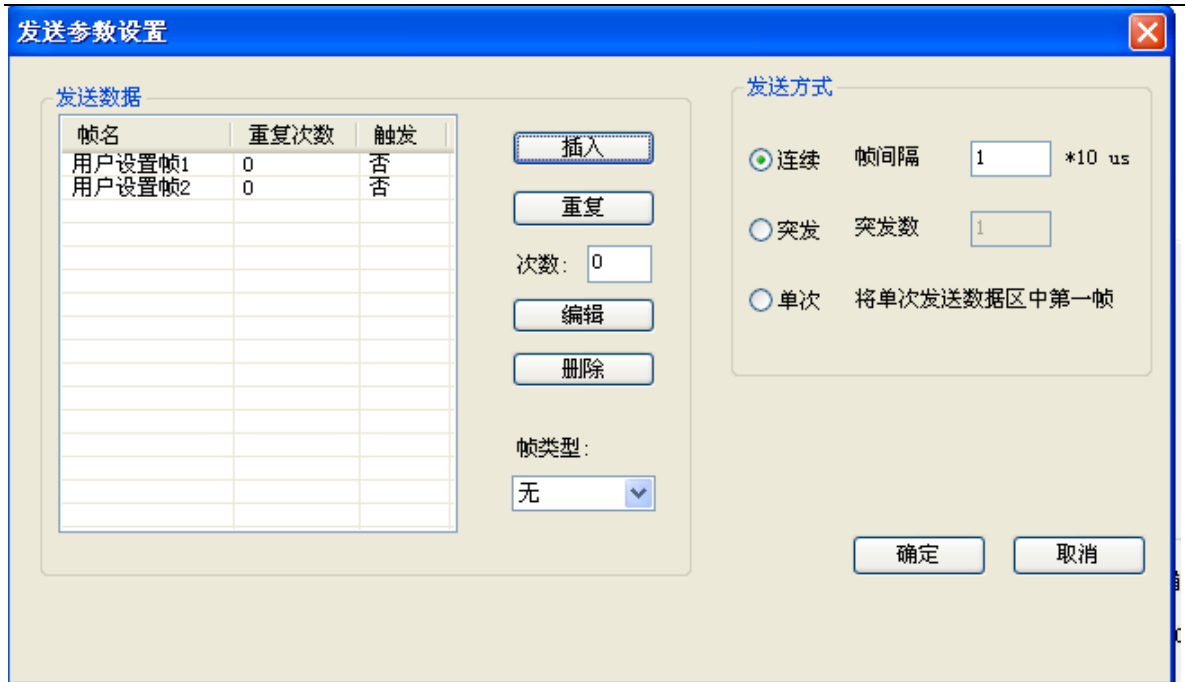 发送参数设置
发送数据
帧名 重复次数 触发
用户设置帧1 0 否
用户设置帧2 0 否
插入
重复
次数: 0
编辑
删除
帧类型:
无
发送方式
连续 帧间隔 1 *10 us
突发 突发数 1
单次 将单次发送数据区中第一帧
确定 取消